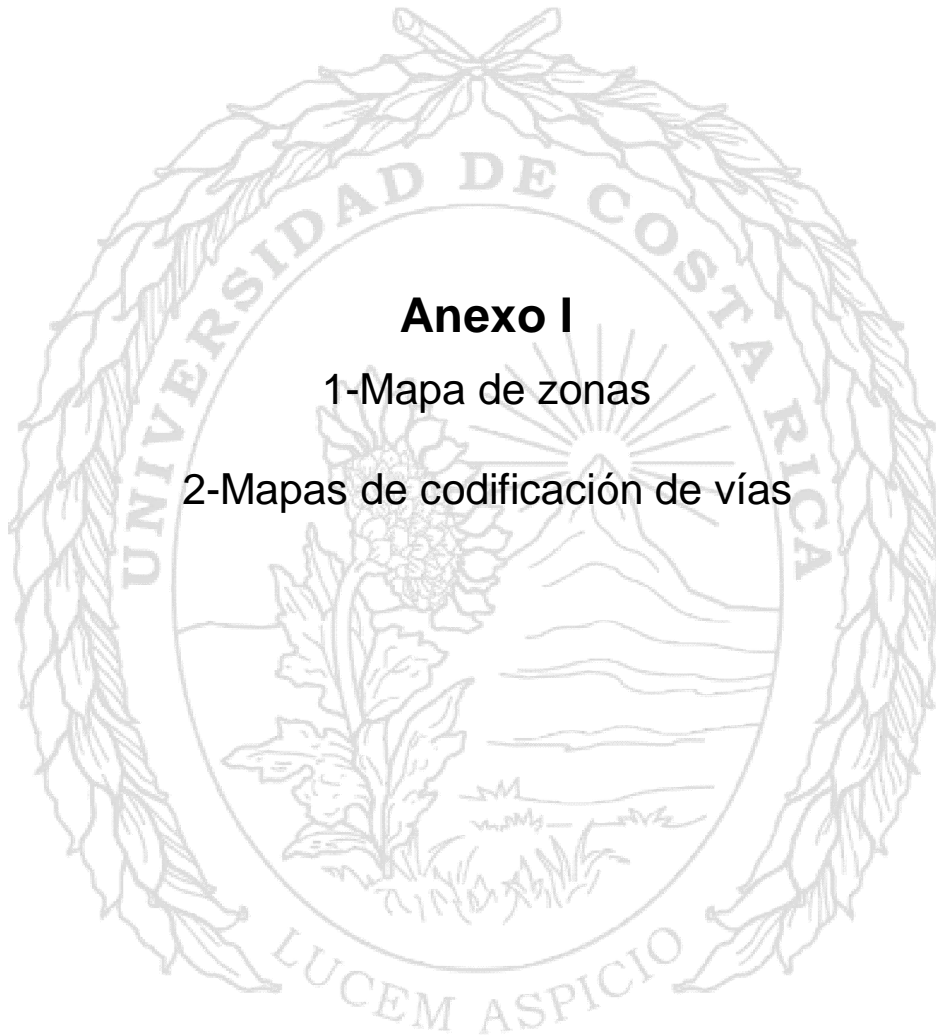 UNIVERSIDAD DE COSTA RICA
Anexo I
1-Mapa de zonas
2-Mapas de codificación de vías
LUCEM ASPICIO